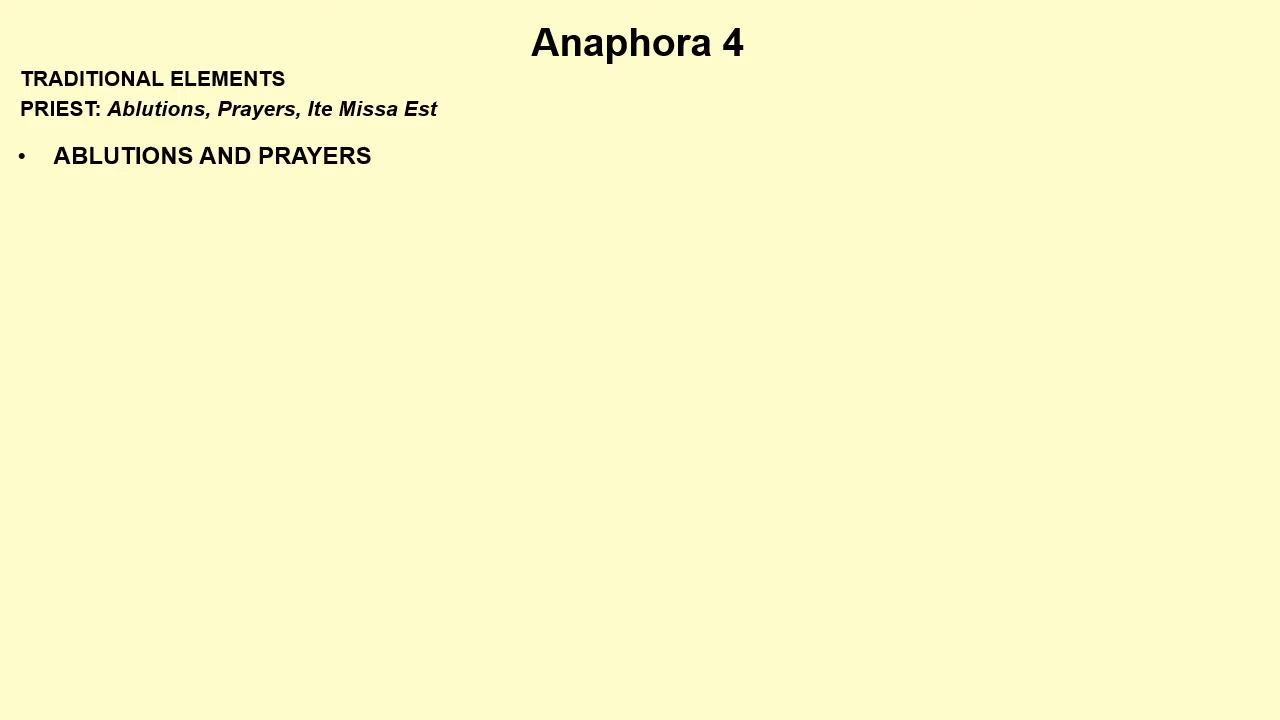 Anaphora 4
TRADITIONAL ELEMENTS
PRIEST: Ablutions, Prayers, Ite Missa Est
• ABLUTIONS AND PRAYERS